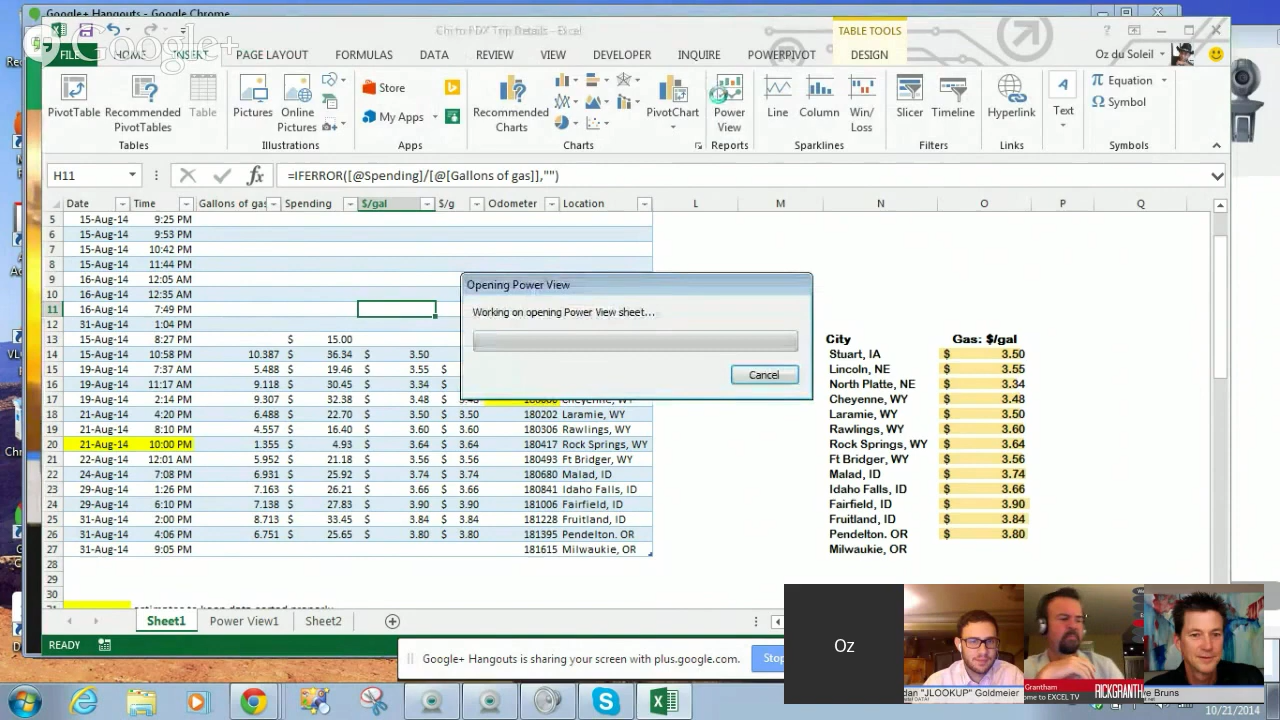 Google+
Chi to PDX Trip Details - Excel
TABLE TOOLS
FILE HOME INSERT PAGE LAYOUT FORMULAS DATA REVIEW VIEW DEVELOPER INQUIRE POWERPIVOT DESIGN Oz du Soleil
PivotTable Recommended PivotTables Table Pictures Online Pictures Store My Apps Recommended Charts PivotChart Power View Line Column Win/Loss Slicer Timeline Hyperlink Text Equation Symbol
Tables Illustrations Apps Charts Reports Sparklines Filters Links Symbols
H11 fx =IFERROR([@Spending]/[@[Gallons of gas]],"")
Date Time Gallons of gas Spending $/gal $/g Odometer Location L M N O P Q
5 15-Aug-14 9:25 PM
6 15-Aug-14 9:53 PM
7 15-Aug-14 10:42 PM
8 15-Aug-14 11:44 PM
9 16-Aug-14 12:05 AM
10 16-Aug-14 12:35 AM
11 16-Aug-14 7:49 PM
12 31-Aug-14 1:04 PM
13 15-Aug-14 8:27 PM $ 15.00
14 15-Aug-14 10:58 PM 10.387 $ 36.34 $ 3.50
15 19-Aug-14 7:37 AM 5.488 $ 19.46 $ 3.55 $
16 19-Aug-14 11:17 AM 9.118 $ 30.45 $ 3.34 $
17 19-Aug-14 2:14 PM 9.307 $ 32.38 $ 3.48 $
18 21-Aug-14 4:20 PM 6.488 $ 22.70 $ 3.50 $ 3.50 180202 Laramie, WY
19 21-Aug-14 8:10 PM 4.557 $ 16.40 $ 3.60 $ 3.60 180306 Rawlings, WY
20 21-Aug-14 10:00 PM 1.355 $ 4.93 $ 3.64 $ 3.64 180417 Rock Springs, WY
21 22-Aug-14 12:01 AM 5.952 $ 21.18 $ 3.56 $ 3.56 180493 Ft Bridger, WY
22 24-Aug-14 7:08 PM 6.931 $ 25.92 $ 3.74 $ 3.74 180680 Malad, ID
23 29-Aug-14 1:26 PM 7.163 $ 26.21 $ 3.66 $ 3.66 180841 Idaho Falls, ID
24 29-Aug-14 6:10 PM 7.138 $ 27.83 $ 3.90 $ 3.90 181006 Fairfield, ID
25 31-Aug-14 2:00 PM 8.713 $ 33.45 $ 3.84 $ 3.84 181228 Fruitland, ID
26 31-Aug-14 4:06 PM 6.751 $ 25.65 $ 3.80 $ 3.80 181395 Pendelton. OR
27 31-Aug-14 9:05 PM 181615 Milwaukie, OR
28
29
30
Opening Power View
Working on opening Power View sheet...
Cancel
City Gas: $/gal
Stuart, IA $ 3.50
Lincoln, NE $ 3.55
North Platte, NE $ 3.34
Cheyenne, WY $ 3.48
Laramie, WY $ 3.50
Rawlings, WY $ 3.60
Rock Springs, WY $ 3.64
Ft Bridger, WY $ 3.56
Malad, ID $ 3.74
Idaho Falls, ID $ 3.66
Fairfield, ID $ 3.90
Fruitland, ID $ 3.84
Pendelton. OR $ 3.80
Milwaukie, OR
Sheet1 Power View1 Sheet2
READY
Google+ Hangouts is sharing your screen with plus.google.com. Stop
Oz
dan "JLOOKUP" Goldmeier
Grantham
ome to EXCEL TV
RICKGRANTH
ve Bruns
10/21/2014